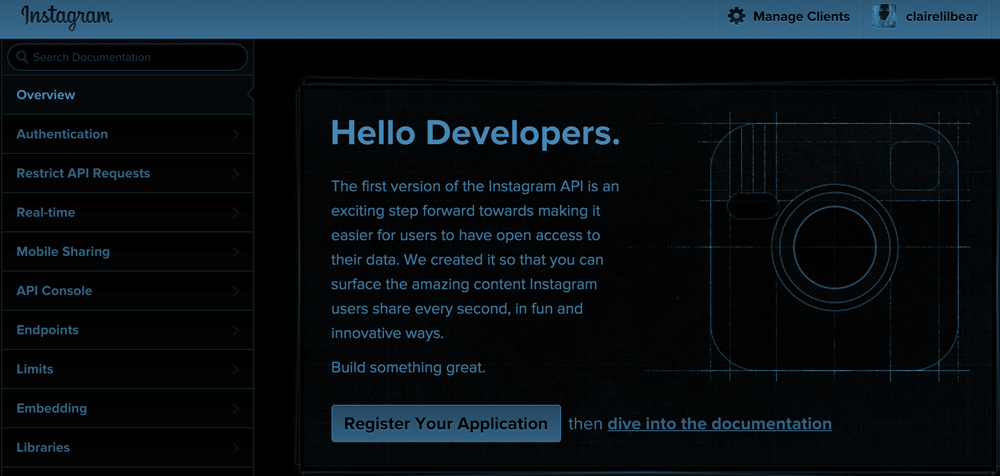 Instagram
Manage Clients
clairelilbear
Search Documentation
Overview
Authentication
Restrict API Requests
Real-time
Mobile Sharing
API Console
Endpoints
Limits
Embedding
Libraries
Hello Developers.
The first version of the Instagram API is an
exciting step forward towards making it
easier for users to have open access to
their data. We created it so that you can
surface the amazing content Instagram
users share every second, in fun and
innovative ways.
Build something great.
Register Your Application then dive into the documentation